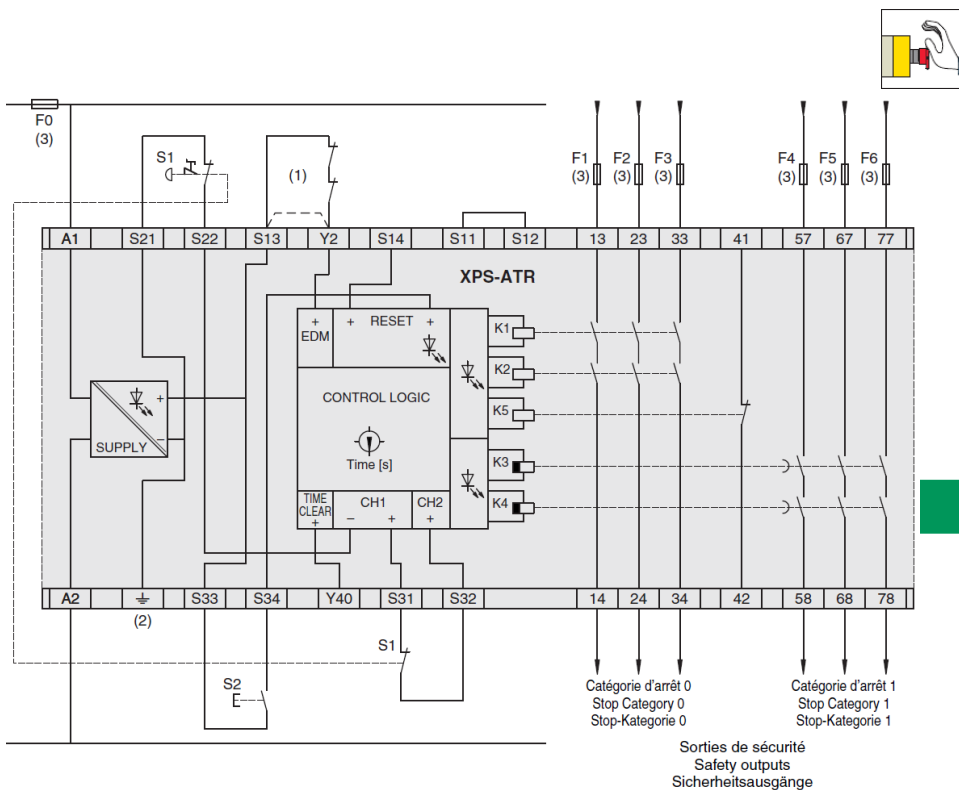 F0
(3)
S1
(1)
F1
(3)
F2
(3)
F3
(3)
F4
(3)
F5
(3)
F6
(3)
A1 S21 S22 S13 Y2 S14 S11 S12 13 23 33 41 57 67 77
XPS-ATR
+ + RESET +
EDM
K1
K2
CONTROL LOGIC
K5
+
−
SUPPLY
Time [s]
K3
K4
TIME
CLEAR
+
CH1
− +
CH2
+
A2 S33 S34 Y40 S31 S32 14 24 34 42 58 68 78
(2)
S1
S2
Catégorie d'arrêt 0
Stop Category 0
Stop-Kategorie 0
Catégorie d'arrêt 1
Stop Category 1
Stop-Kategorie 1
Sorties de sécurité
Safety outputs
Sicherheitsausgänge